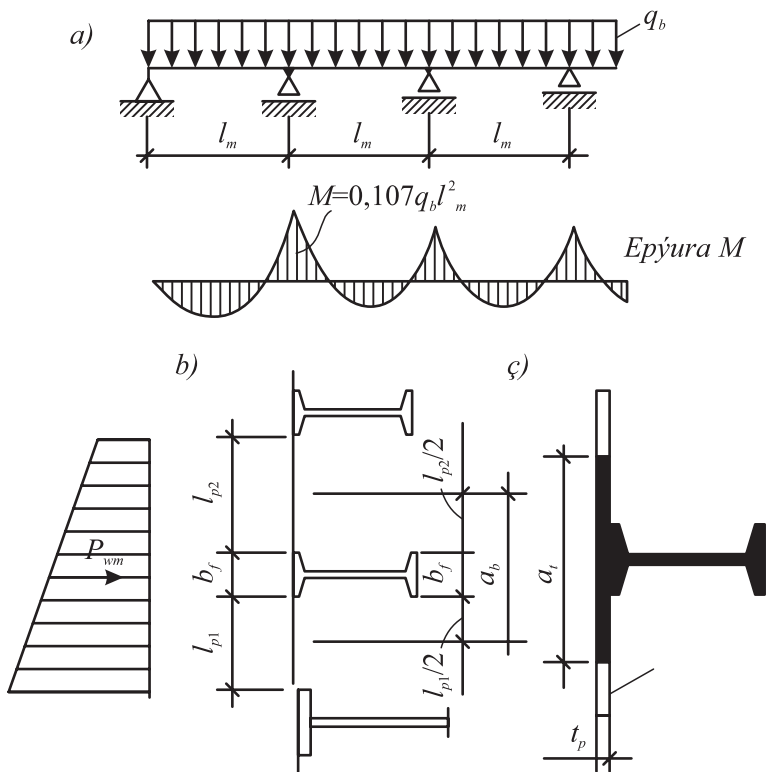 a)
q_b
l_m l_m l_m
M=0,107q_b l²_m
Epýura M
b)
ç)
l_p2
l_p2/2
P_wm
b_f
b_f
a_b
a_t
l_p1
l_p1/2
t_p